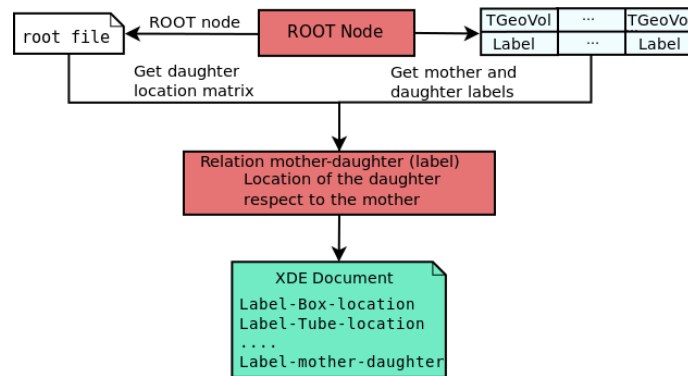 ROOT node
root file
ROOT Node
TGeoVol ... TGeoVol
Label ... Label
Get daughter
location matrix
Get mother and
daughter labels
Relation mother-daughter (label)
Location of the daughter
respect to the mother
XDE Document
Label-Box-location
Label-Tube-location
....
Label-mother-daughter